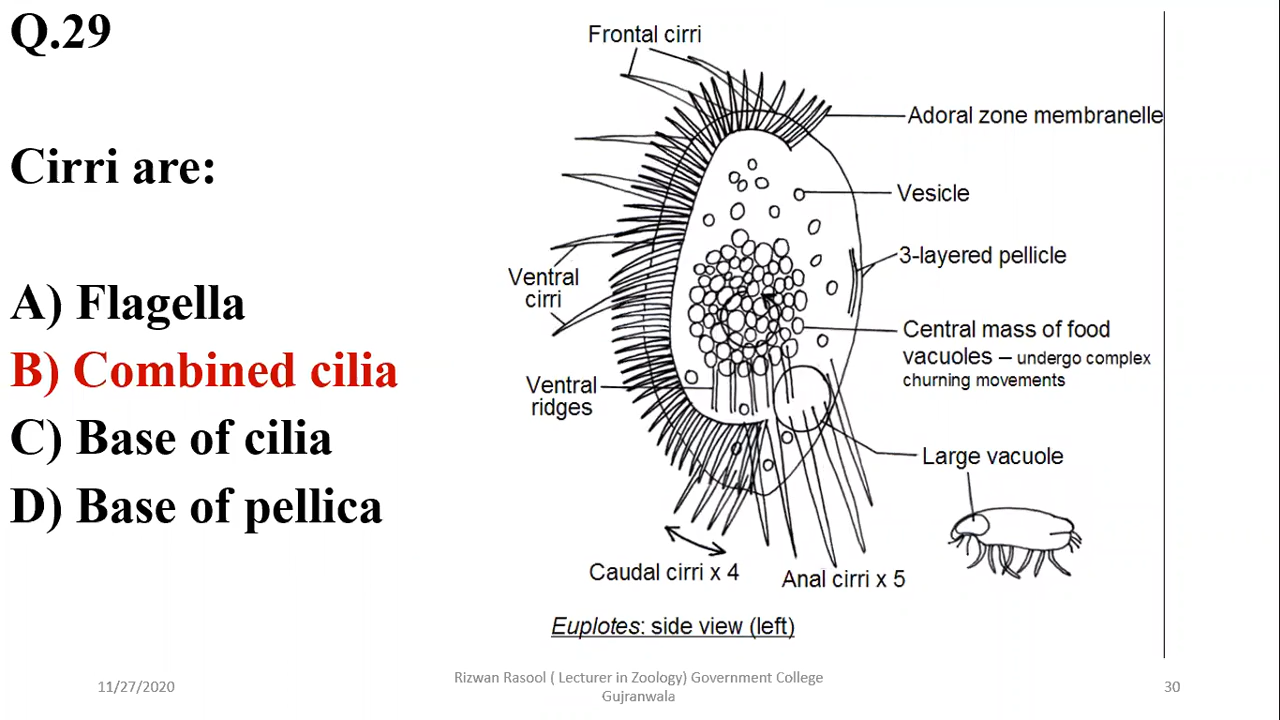 Q.29
Cirri are:
A) Flagella
B) Combined cilia
C) Base of cilia
D) Base of pellica
Frontal cirri
Adoral zone membranelle
Vesicle
3-layered pellicle
Ventral
cirri
Central mass of food
vacuoles – undergo complex
churning movements
Ventral
ridges
Large vacuole
Caudal cirri x 4
Anal cirri x 5
Euplotes: side view (left)
11/27/2020
Rizwan Rasool ( Lecturer in Zoology) Government College
Gujranwala
30